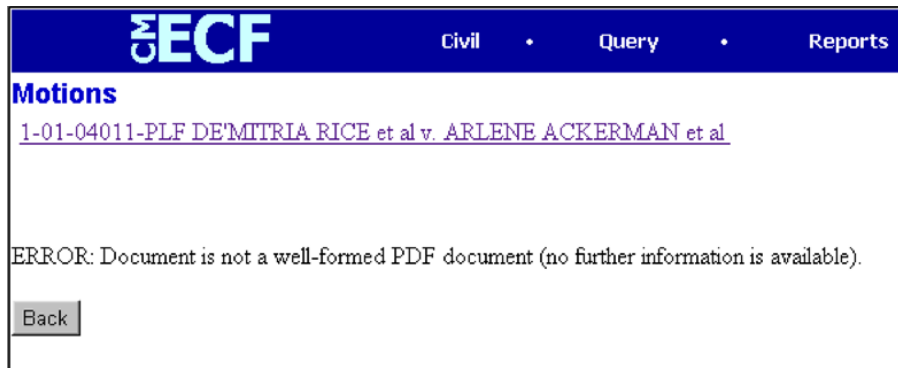 CM ECF Civil • Query • Reports
Motions
1-01-04011-PLF DE'MITRIA RICE et al v. ARLENE ACKERMAN et al
ERROR: Document is not a well-formed PDF document (no further information is available).
Back